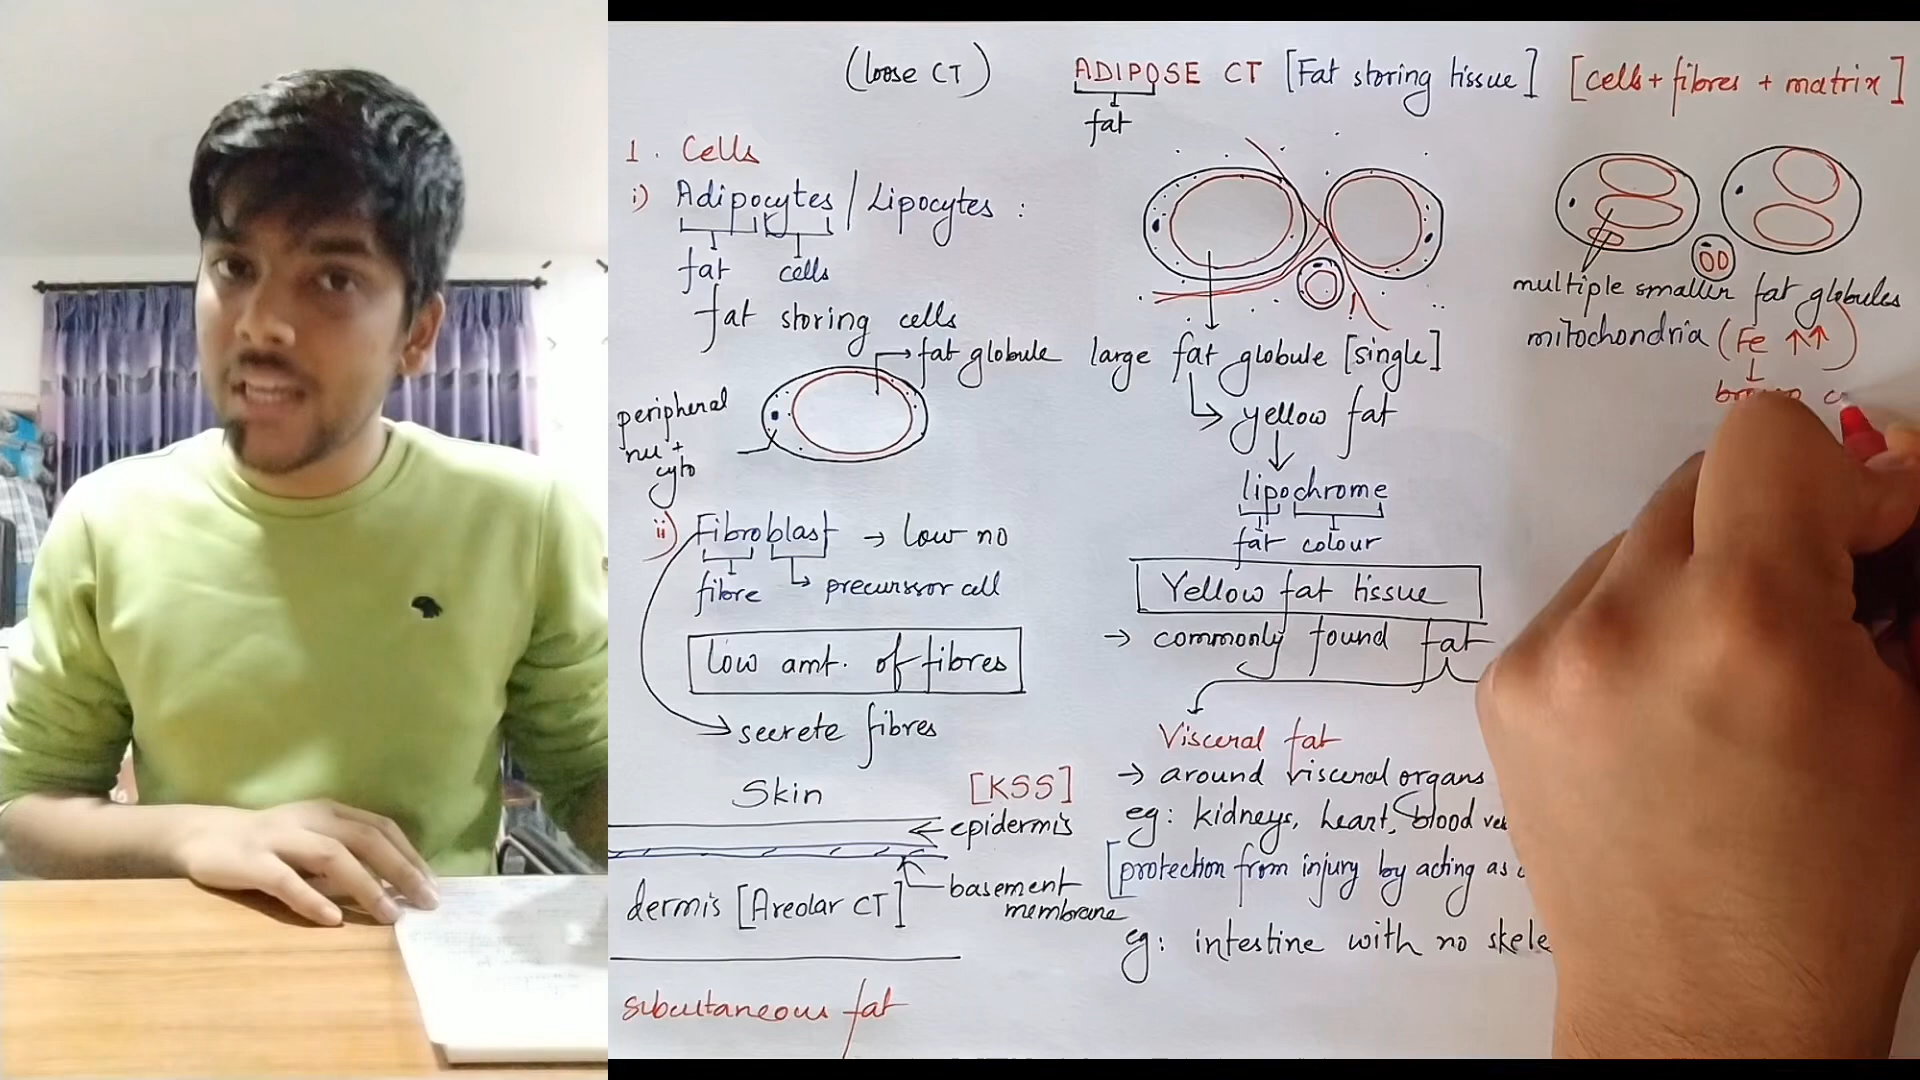 (loose CT) ADIPOSE CT [Fat storing tissue] [cells + fibres + matrix]
fat
1. Cells
i) Adipocytes / Lipocytes :
fat cells
fat storing cells
fat globule
peripheral
nu +
cyto
ii) Fibroblast → Low no
fibre precurssor cell
Low amt. of fibres
secrete fibres
Skin [KSS]
epidermis
basement
membrane
dermis [Areolar CT]
subcutaneous fat
large fat globule [single]
yellow fat
lipochrome
fat colour
Yellow fat tissue
→ commonly found fat
Visceral fat
→ around visceral organs
eg: kidneys, heart, blood
[protection from injury by acting as
eg: intestine with no
multiple smaller fat globules
mitochondria (Fe ↑↑)